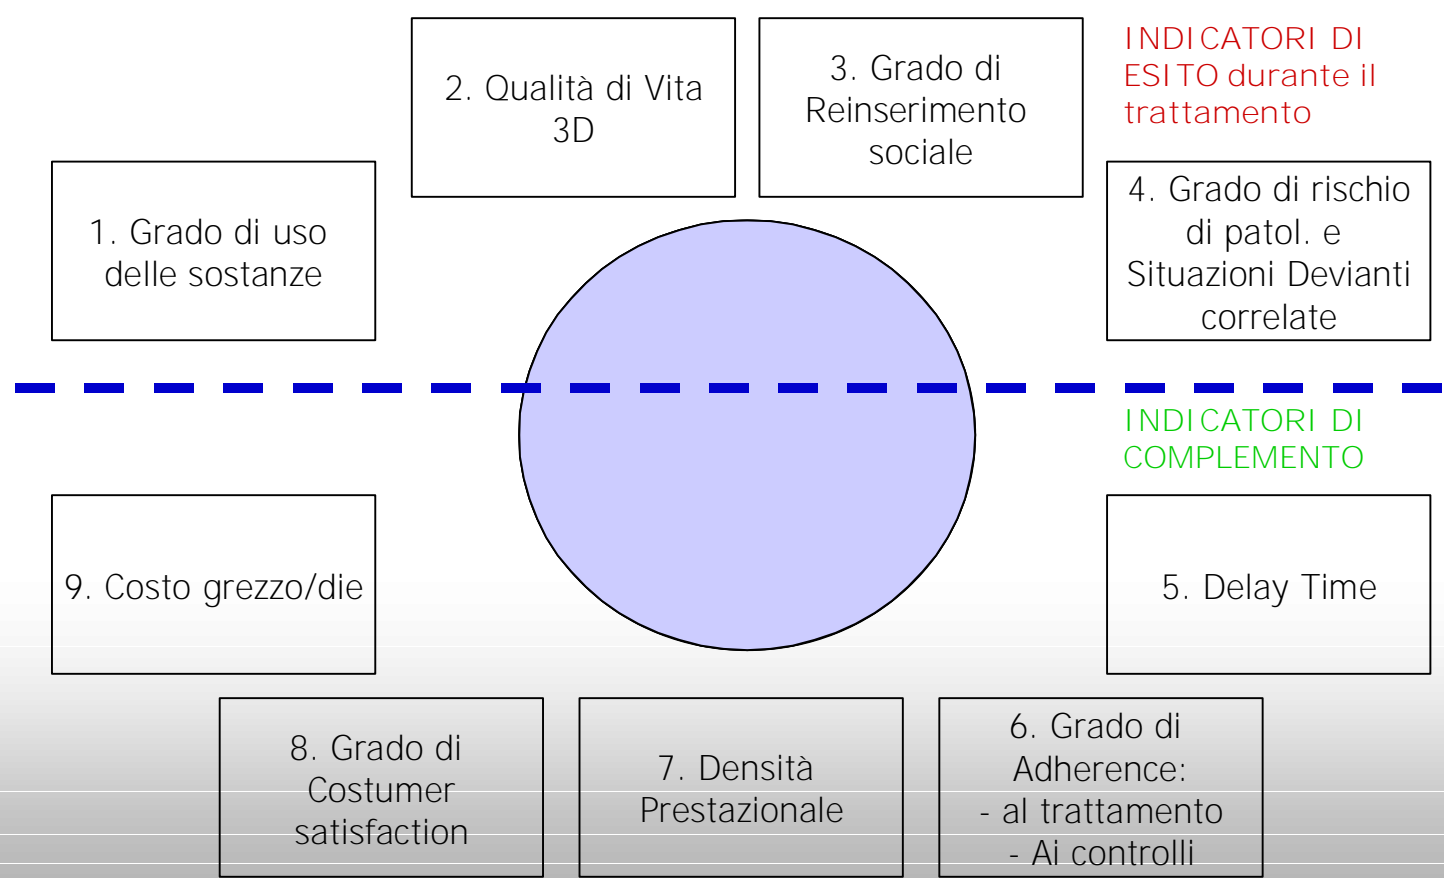 INDICATORI DI
ESITO durante il
trattamento
1. Grado di uso
delle sostanze
2. Qualità di Vita
3D
3. Grado di
Reinserimento
sociale
4. Grado di rischio
di patol. e
Situazioni Devianti
correlate
INDICATORI DI
COMPLEMENTO
5. Delay Time
6. Grado di
Adherence:
- al trattamento
- Ai controlli
7. Densità
Prestazionale
8. Grado di
Costumer
satisfaction
9. Costo grezzo/die